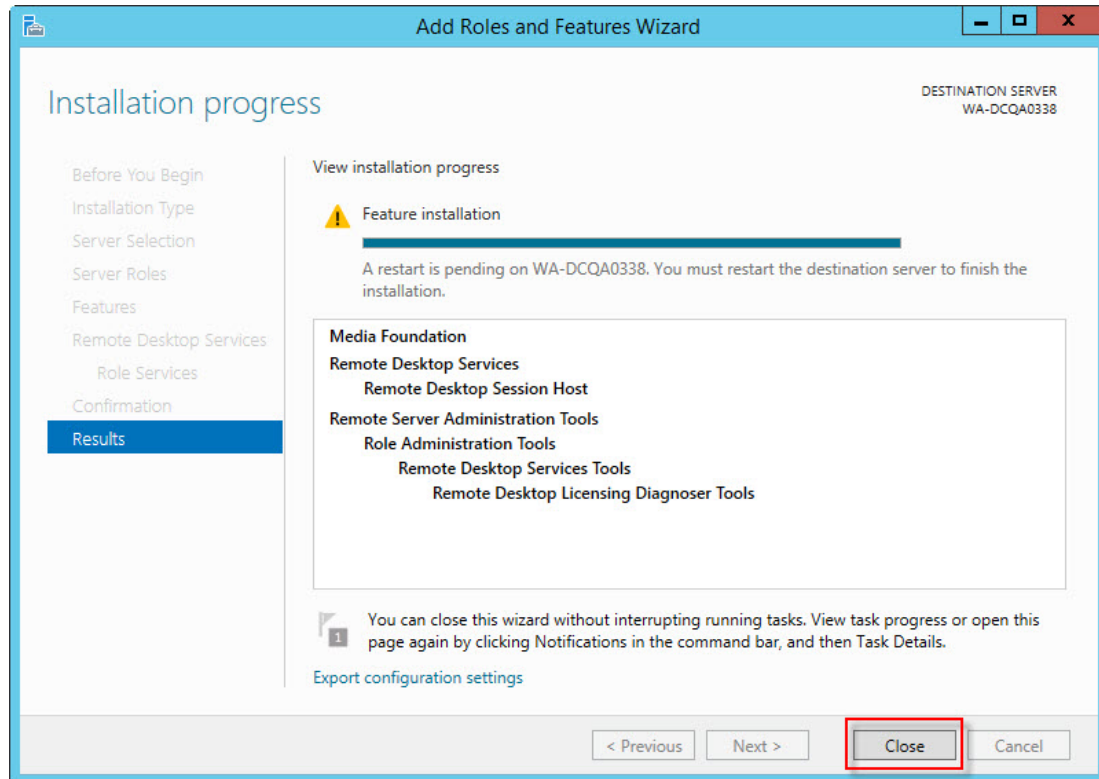 Add Roles and Features Wizard
Installation progress
DESTINATION SERVER
WA-DCQA0338
Before You Begin
Installation Type
Server Selection
Server Roles
Features
Remote Desktop Services
Role Services
Confirmation
Results
View installation progress
Feature installation
A restart is pending on WA-DCQA0338. You must restart the destination server to finish the
installation.
Media Foundation
Remote Desktop Services
Remote Desktop Session Host
Remote Server Administration Tools
Role Administration Tools
Remote Desktop Services Tools
Remote Desktop Licensing Diagnoser Tools
1
You can close this wizard without interrupting running tasks. View task progress or open this
page again by clicking Notifications in the command bar, and then Task Details.
Export configuration settings
< Previous
Next >
Close
Cancel